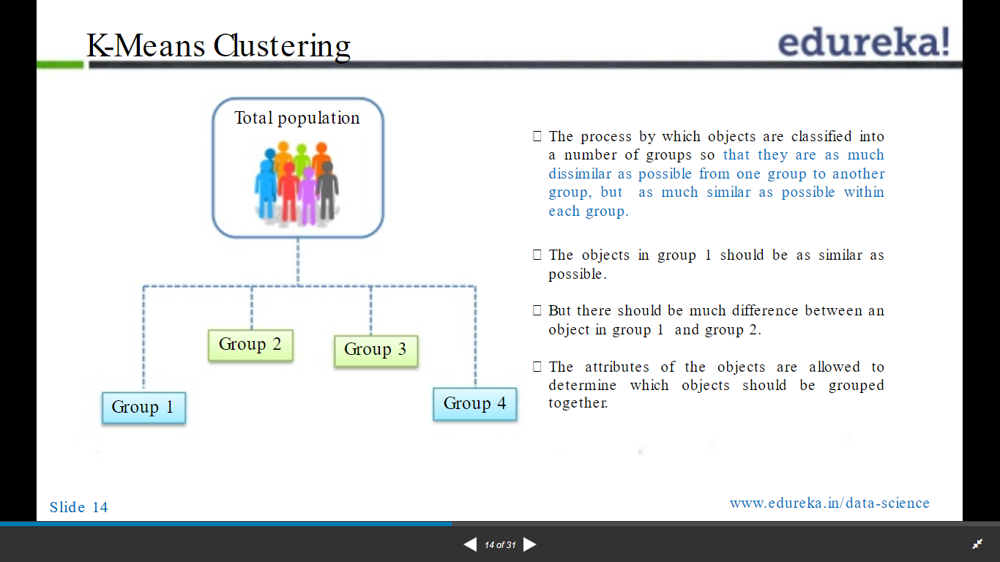 K-Means Clustering
edureka!
Total population
Group 2
Group 3
Group 1
Group 4
The process by which objects are classified into
a number of groups so that they are as much
dissimilar as possible from one group to another
group, but as much similar as possible within
each group.
The objects in group 1 should be as similar as
possible.
But there should be much difference between an
object in group 1 and group 2.
The attributes of the objects are allowed to
determine which objects should be grouped
together.
Slide 14
www.edureka.in/data-science
14 of 31